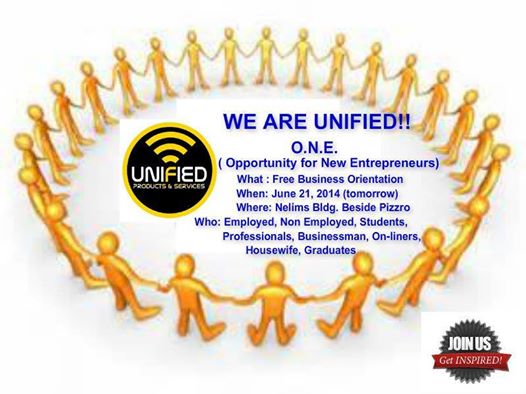 WE ARE UNIFIED!!
O.N.E.
( Opportunity for New Entrepreneurs)
What : Free Business Orientation
When: June 21, 2014 (tomorrow)
Where: Nelims Bldg. Beside Pizzro
Who: Employed, Non Employed, Students,
Professionals, Businessman, On-liners,
Housewife, Graduates
UNIFIED
PRODUCTS & SERVICES
JOIN US
Get INSPIRED!